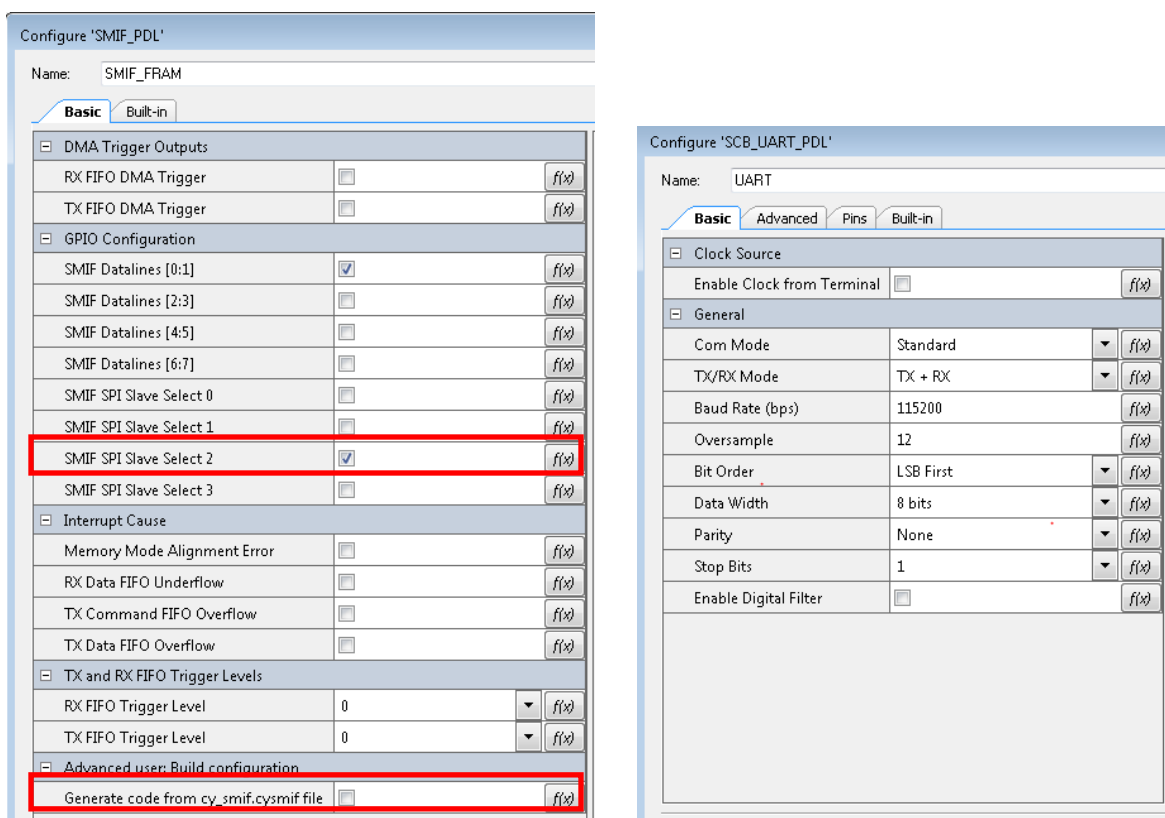 Configure 'SMIF_PDL'
Name: SMIF_FRAM
Basic Built-in
DMA Trigger Outputs
RX FIFO DMA Trigger f(x)
TX FIFO DMA Trigger f(x)
GPIO Configuration
SMIF Datalines [0:1] f(x)
SMIF Datalines [2:3] f(x)
SMIF Datalines [4:5] f(x)
SMIF Datalines [6:7] f(x)
SMIF SPI Slave Select 0 f(x)
SMIF SPI Slave Select 1 f(x)
SMIF SPI Slave Select 2 f(x)
SMIF SPI Slave Select 3 f(x)
Interrupt Cause
Memory Mode Alignment Error f(x)
RX Data FIFO Underflow f(x)
TX Command FIFO Overflow f(x)
TX Data FIFO Overflow f(x)
TX and RX FIFO Trigger Levels
RX FIFO Trigger Level 0 f(x)
TX FIFO Trigger Level 0 f(x)
Advanced user: Build configuration
Generate code from cy_smif.cysmif file f(x)
Configure 'SCB_UART_PDL'
Name: UART
Basic Advanced Pins Built-in
Clock Source
Enable Clock from Terminal f(x)
General
Com Mode Standard f(x)
TX/RX Mode TX + RX f(x)
Baud Rate (bps) 115200 f(x)
Oversample 12 f(x)
Bit Order LSB First f(x)
Data Width 8 bits f(x)
Parity None f(x)
Stop Bits 1 f(x)
Enable Digital Filter f(x)